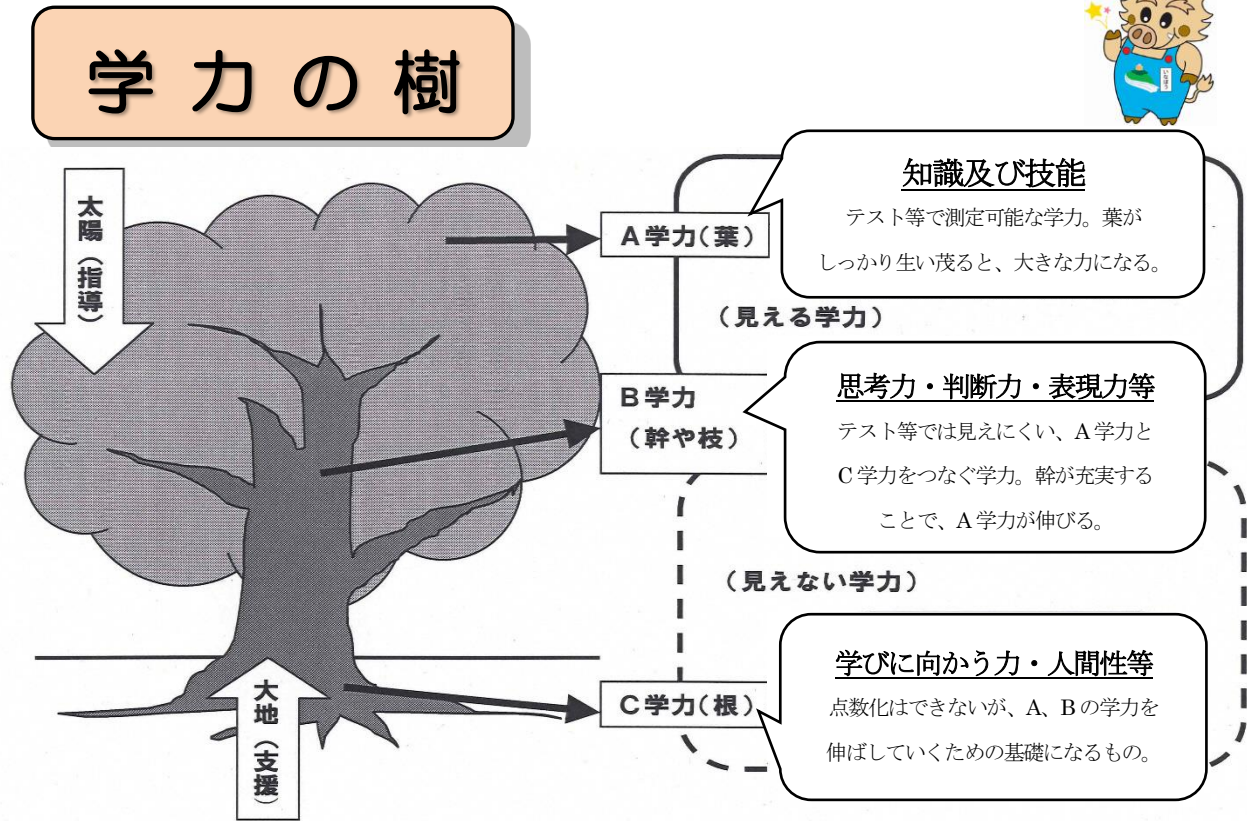 学力の樹
いなぼう
太陽（指導）
A学力（葉）
知識及び技能
テスト等で測定可能な学力。葉が
しっかり生い茂ると、大きな力になる。
（見える学力）
B学力
（幹や枝）
思考力・判断力・表現力等
テスト等では見えにくい、A学力と
C学力をつなぐ学力。幹が充実する
ことで、A学力が伸びる。
（見えない学力）
C学力（根）
学びに向かう力・人間性等
点数化はできないが、A、Bの学力を
伸ばしていくための基礎になるもの。
大地（支援）